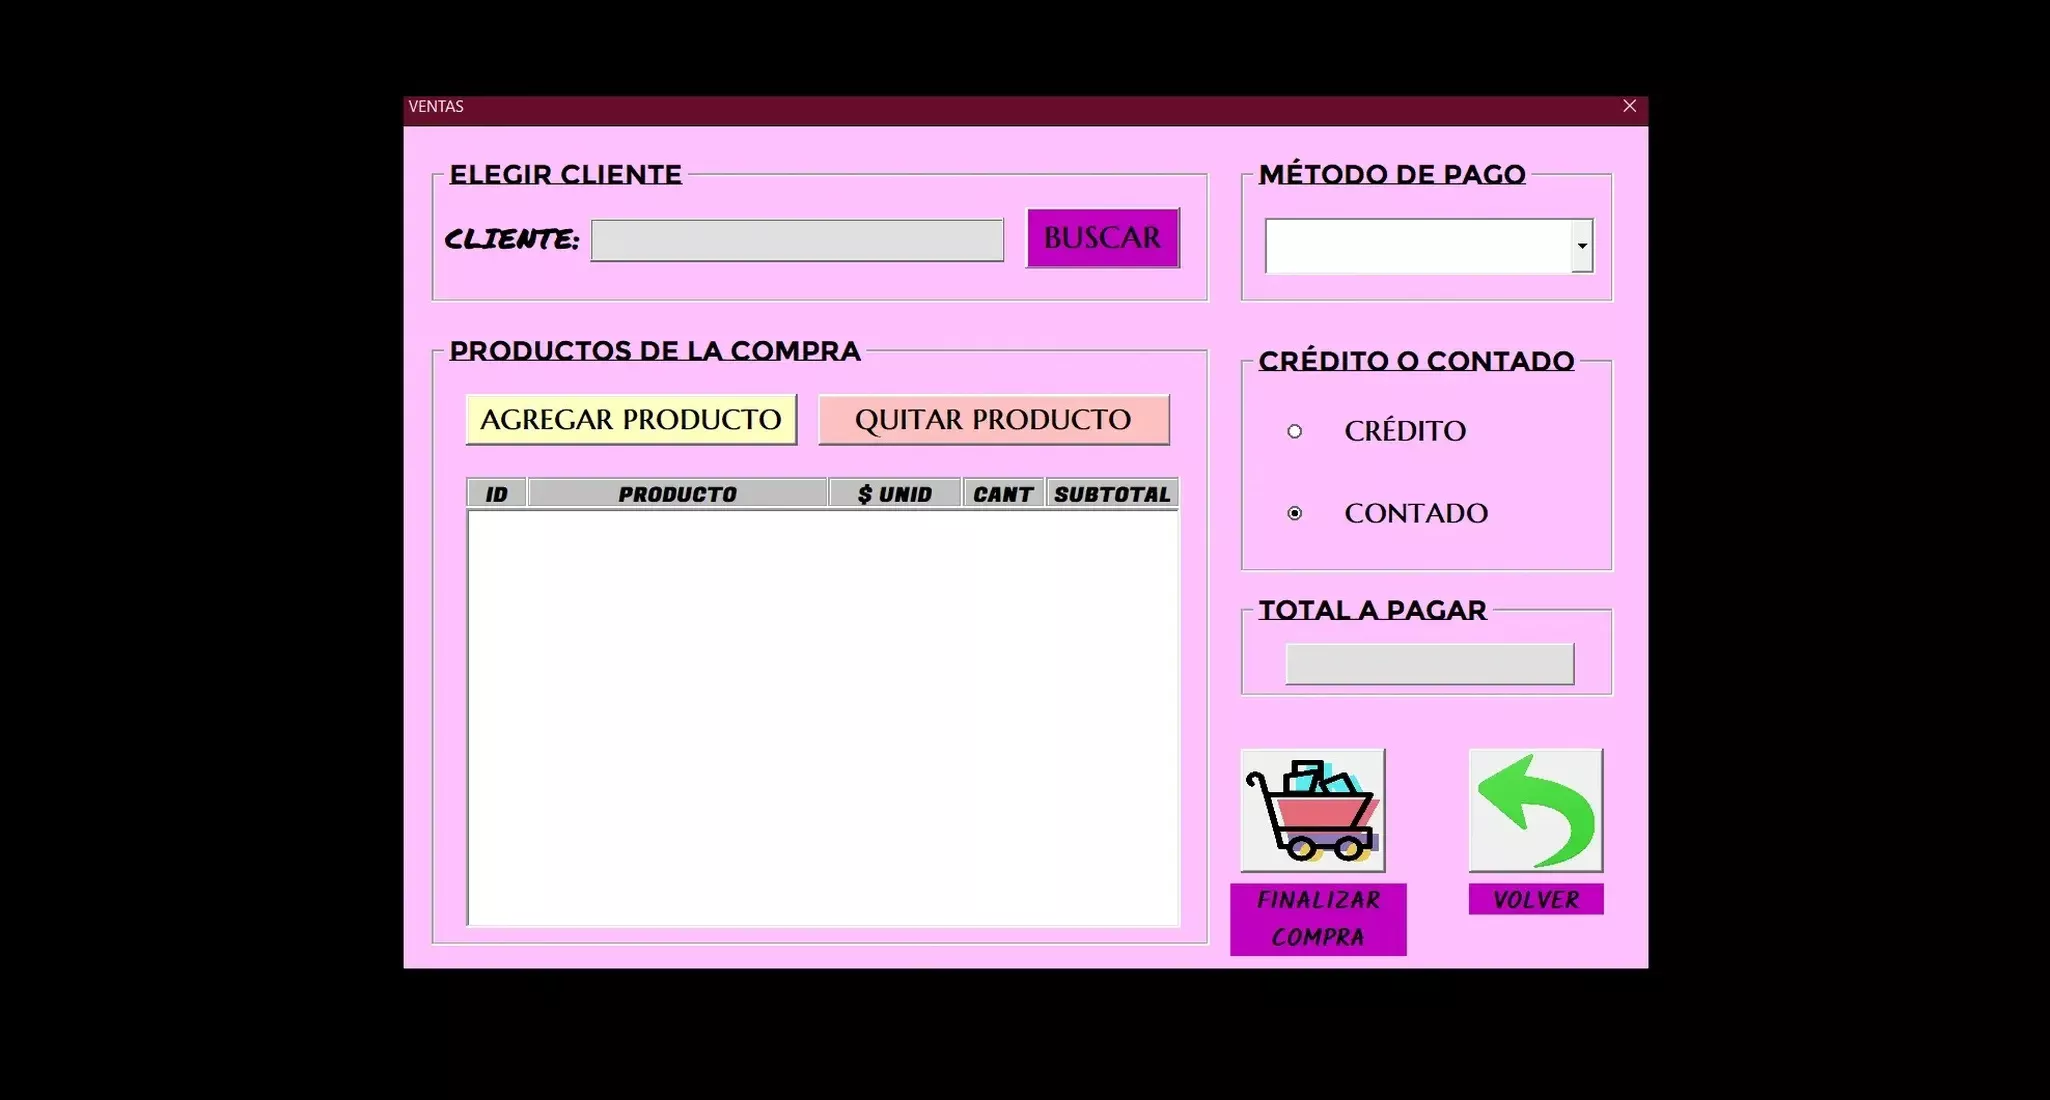 VENTAS
ELEGIR CLIENTE
CLIENTE:
BUSCAR
MÉTODO DE PAGO
PRODUCTOS DE LA COMPRA
AGREGAR PRODUCTO
QUITAR PRODUCTO
ID PRODUCTO $ UNID CANT SUBTOTAL
CRÉDITO O CONTADO
CRÉDITO
CONTADO
TOTAL A PAGAR
FINALIZAR
COMPRA
VOLVER